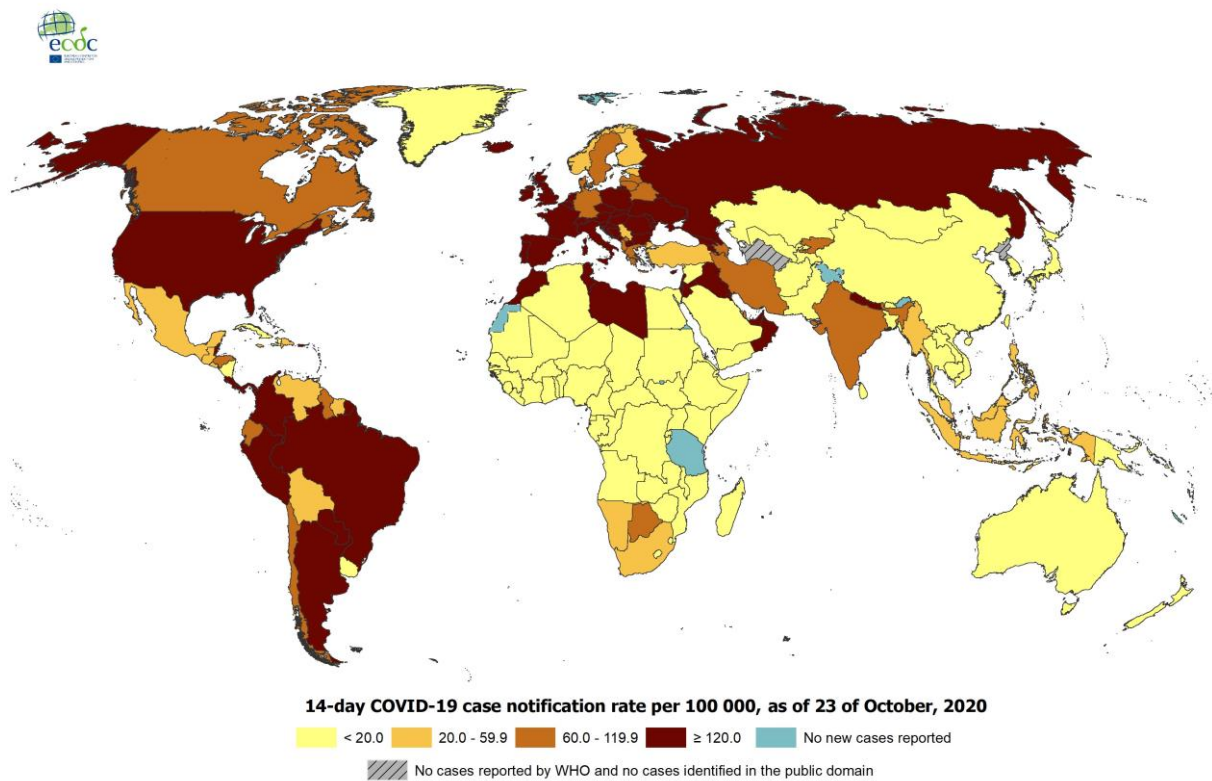 ecdc
14-day COVID-19 case notification rate per 100 000, as of 23 of October, 2020
< 20.0 20.0 - 59.9 60.0 - 119.9 ≥ 120.0 No new cases reported
No cases reported by WHO and no cases identified in the public domain